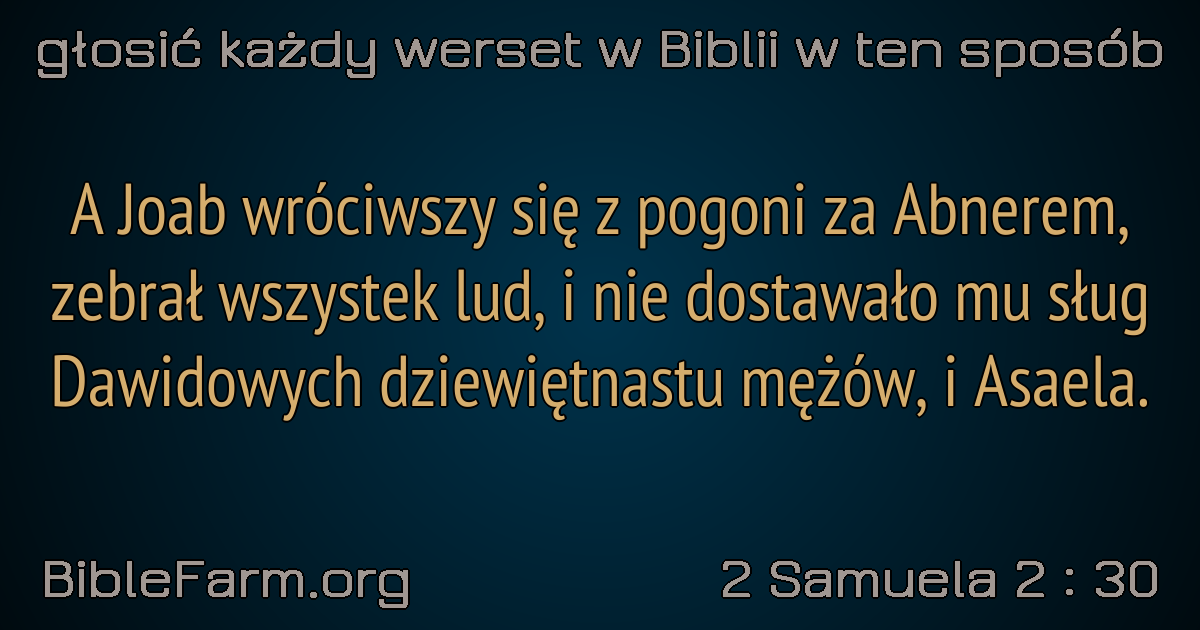 głosić każdy werset w Biblii w ten sposób
A Joab wróciwszy się z pogoni za Abnerem,
zebrał wszystek lud, i nie dostawało mu sług
Dawidowych dziewiętnastu mężów, i Asaela.
BibleFarm.org
2 Samuela 2 : 30